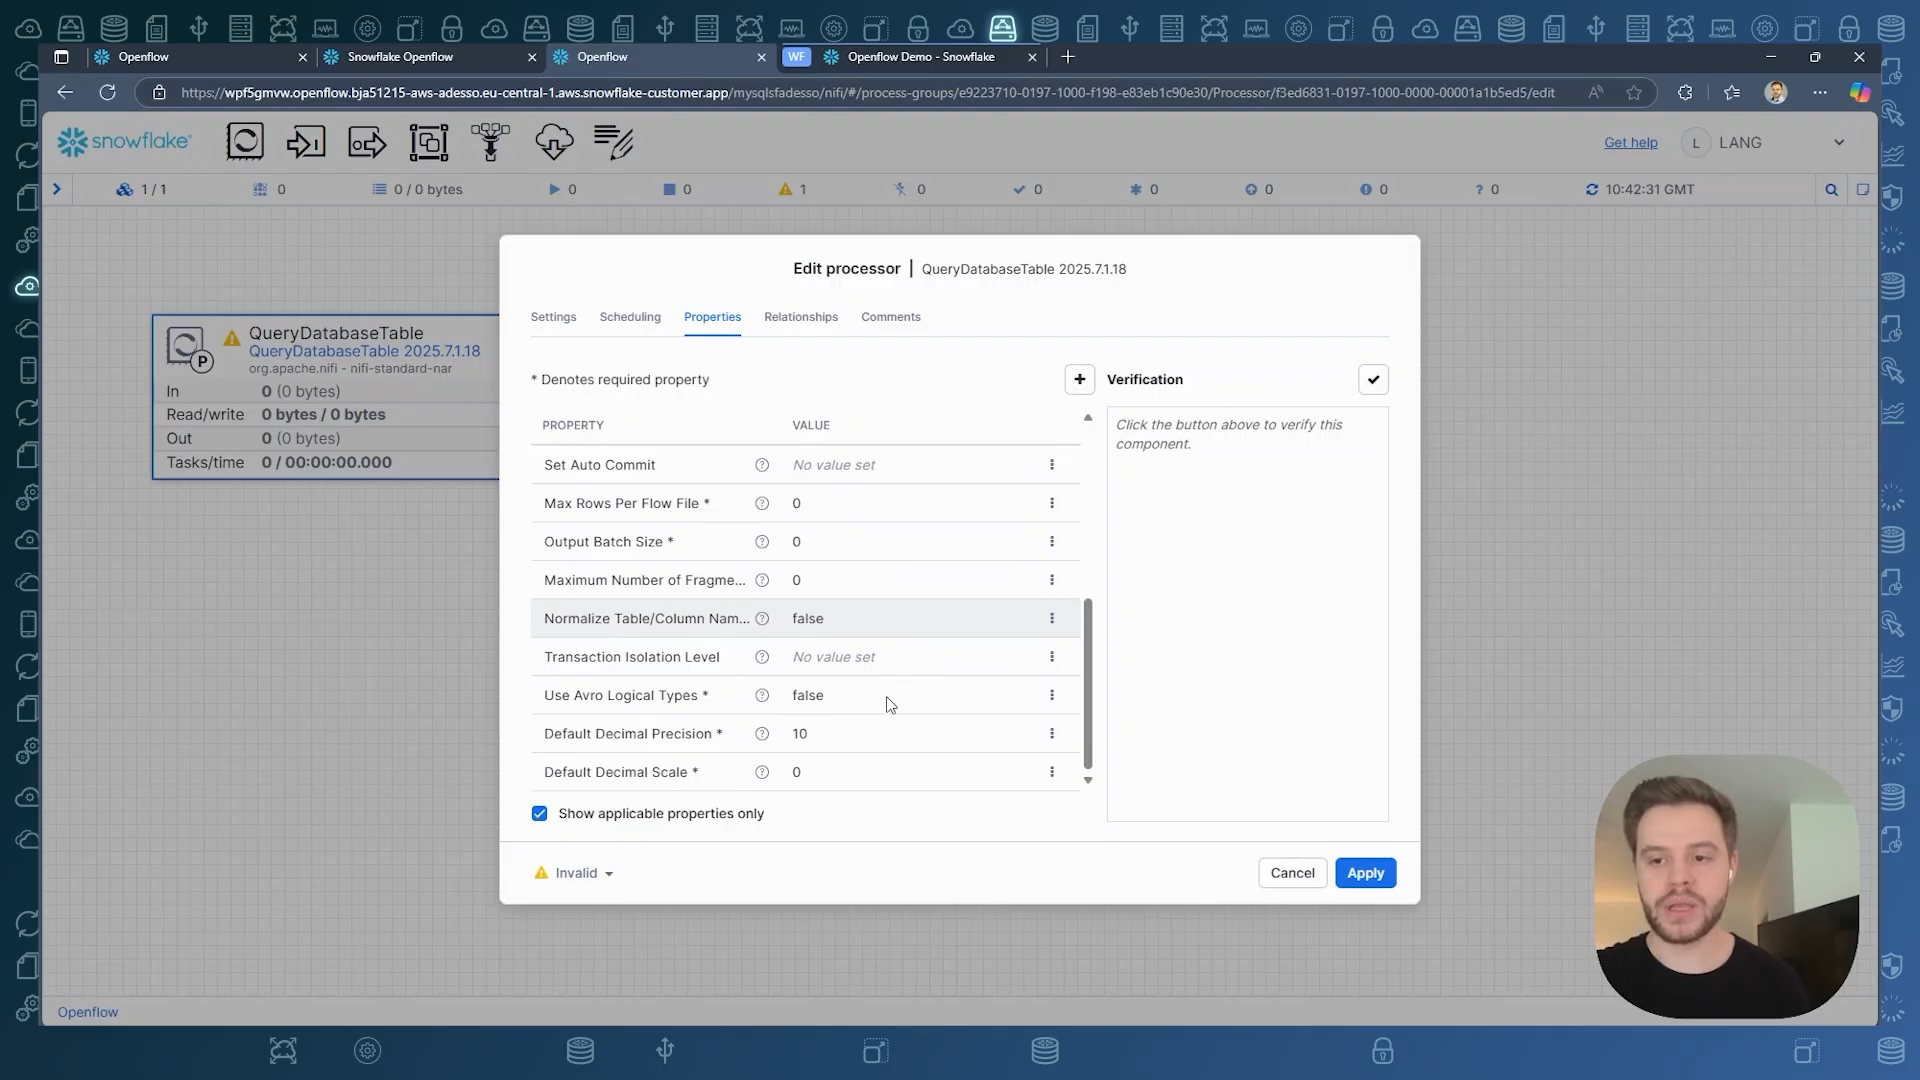 Openflow
Snowflake Openflow
Openflow
WF
Openflow Demo - Snowflake
https://wpf5gmvw.openflow.bja51215-aws-adesso.eu-central-1.aws.snowflake-customer.app/mysqlsfadesso/nifi/#/process-groups/e9223710-0197-1000-f198-e83eb1c90e30/Processor/f3ed6831-0197-1000-0000-00001a1b5ed5/edit
snowflake
Get help
L
LANG
1 / 1
0
0 / 0 bytes
0
0
1
0
0
0
0
0
? 0
10:42:31 GMT
QueryDatabaseTable
QueryDatabaseTable 2025.7.1.18
org.apache.nifi - nifi-standard-nar
P
In 0 (0 bytes)
Read/write 0 bytes / 0 bytes
Out 0 (0 bytes)
Tasks/time 0 / 00:00:00.000
Edit processor | QueryDatabaseTable 2025.7.1.18
Settings
Scheduling
Properties
Relationships
Comments
* Denotes required property
Verification
PROPERTY VALUE
Click the button above to verify this
component.
Set Auto Commit No value set
Max Rows Per Flow File * 0
Output Batch Size * 0
Maximum Number of Fragme... 0
Normalize Table/Column Nam... false
Transaction Isolation Level No value set
Use Avro Logical Types * false
Default Decimal Precision * 10
Default Decimal Scale * 0
Show applicable properties only
Invalid
Cancel
Apply
Openflow